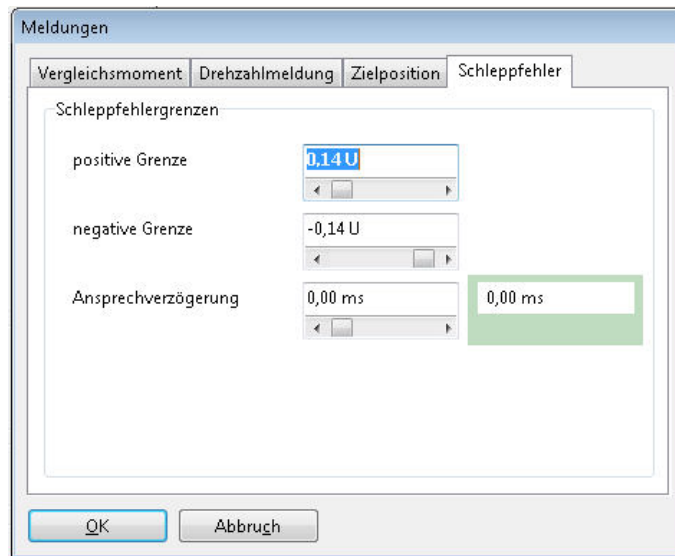 Meldungen
Vergleichsmoment Drehzahlmeldung Zielposition Schleppfehler
Schleppfehlergrenzen
positive Grenze 0,14 U
negative Grenze -0,14 U
Ansprechverzögerung 0,00 ms 0,00 ms
OK Abbruch